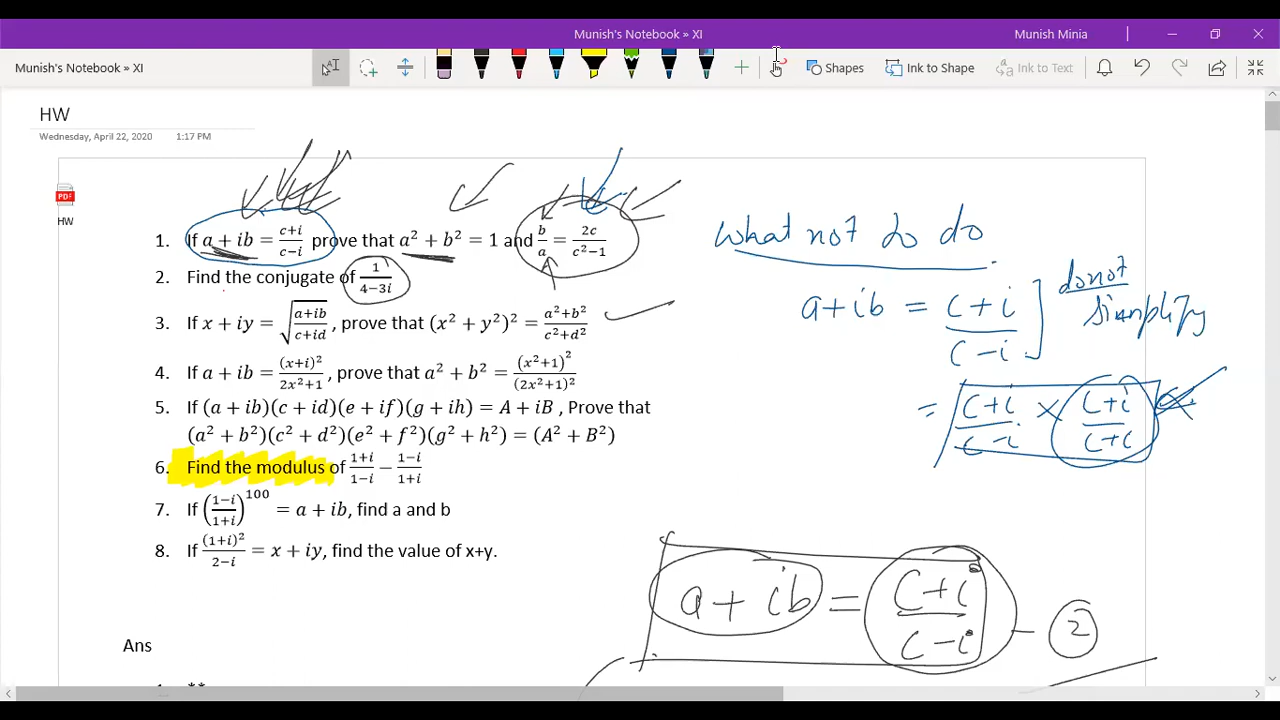 Munish's Notebook » XI
Munish Minia
Munish's Notebook » XI
Shapes
Ink to Shape
Ink to Text
HW
Wednesday, April 22, 2020 1:17 PM
PDF
HW
1. If a + ib = (c+i)/(c−i) prove that a² + b² = 1 and b/a = 2c/(c²−1)
2. Find the conjugate of 1/(4−3i)
3. If x + iy = √((a+ib)/(c+id)), prove that (x² + y²)² = (a²+b²)/(c²+d²)
4. If a + ib = (x+i)²/(2x²+1), prove that a² + b² = (x²+1)²/(2x²+1)²
5. If (a + ib)(c + id)(e + if)(g + ih) = A + iB , Prove that
(a² + b²)(c² + d²)(e² + f²)(g² + h²) = (A² + B²)
6. Find the modulus of (1+i)/(1−i) − (1−i)/(1+i)
7. If ((1−i)/(1+i))¹⁰⁰ = a + ib, find a and b
8. If (1+i)²/(2−i) = x + iy, find the value of x+y.
what not to do
a+ib = (c+i)/(c−i)
do not
simplify
= (c+i)/(c−i) × (c+i)/(c+i)
a + ib = (c+i)/(c−i) — 2
Ans